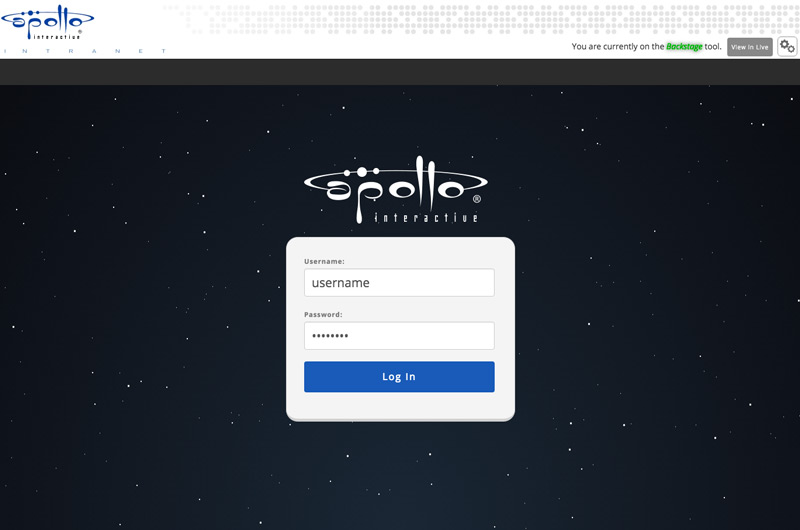 apollo
interactive
®
INTRANET
You are currently on the Backstage tool.
View In Live
apollo
®
interactive
Username:
username
Password:
••••••••
Log In